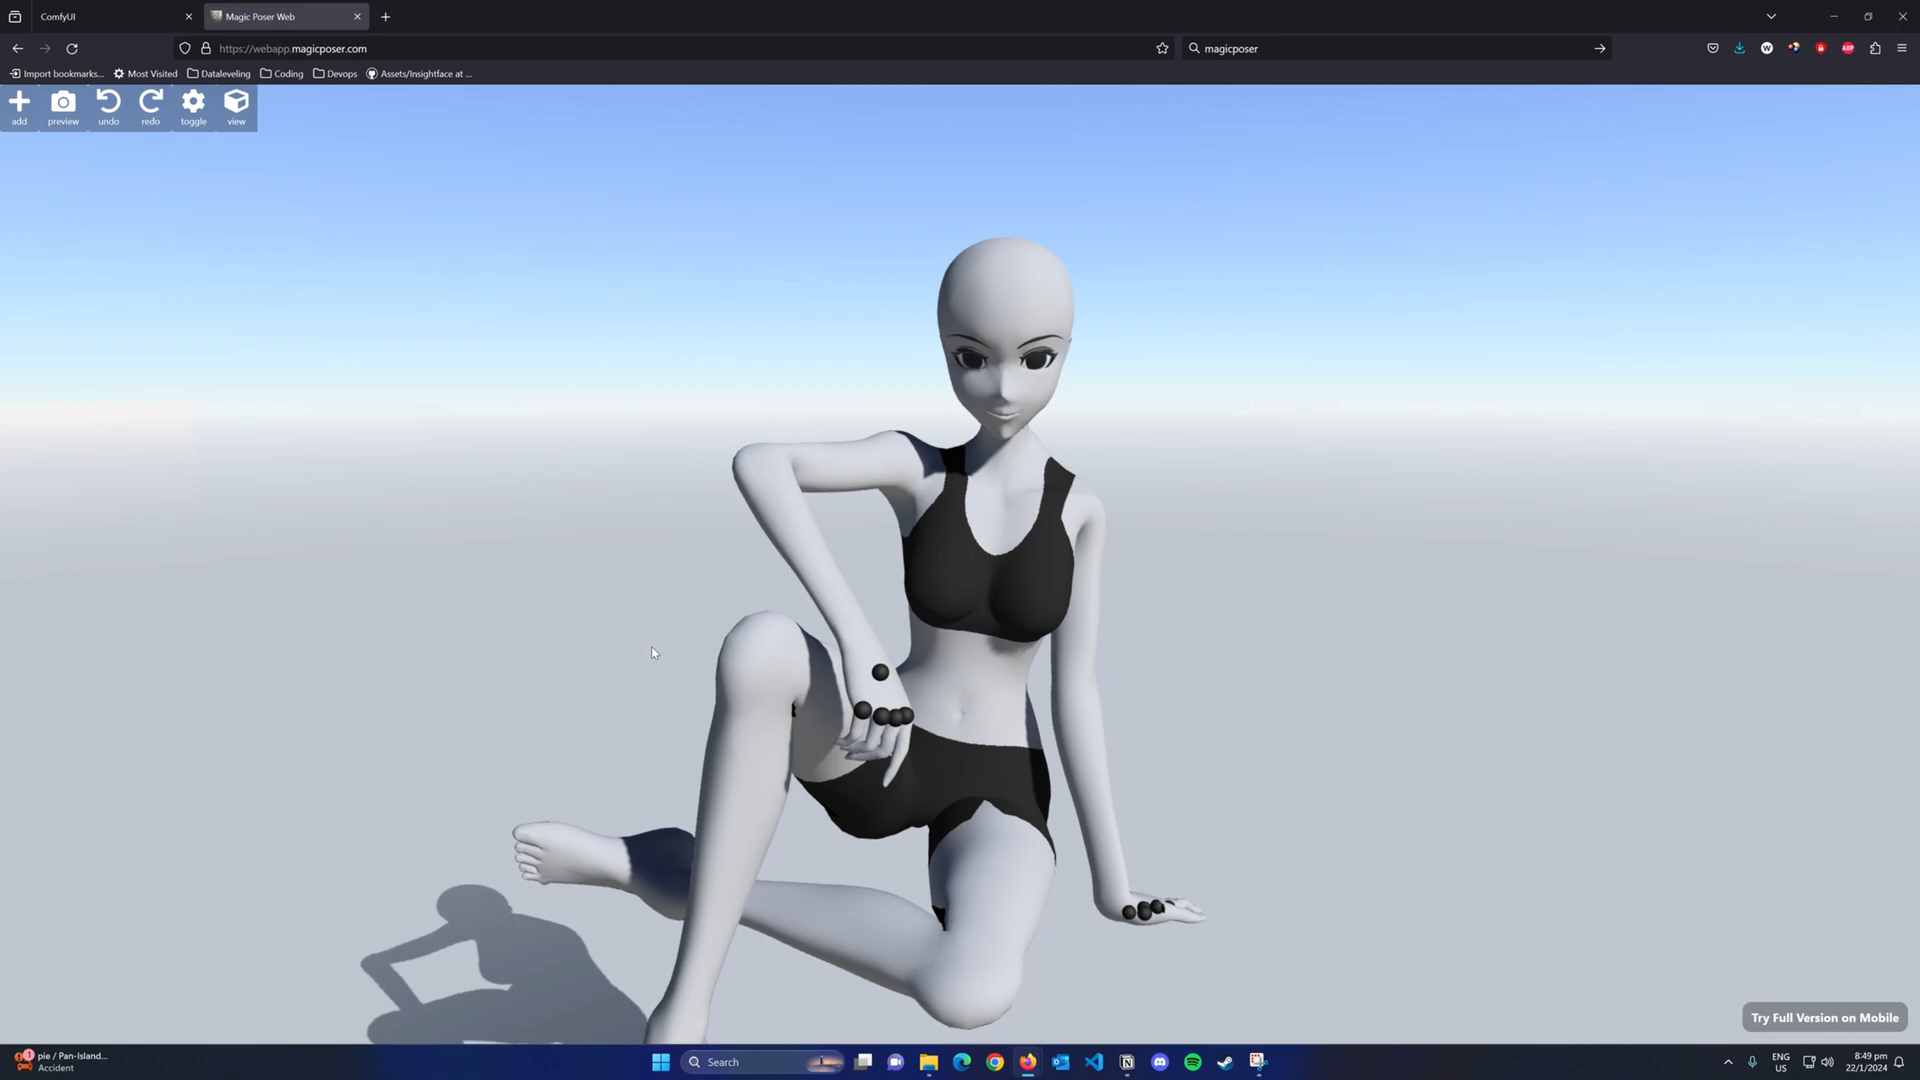 ComfyUI
Magic Poser Web
https://webapp.magicposer.com
magicposer
Import bookmarks...
Most Visited
Dataleveling
Coding
Devops
Assets/Insightface at ...
add
preview
undo
redo
toggle
view
Try Full Version on Mobile
pie / Pan-Island...
Accident
Search
ENG
US
8:49 pm
22/1/2024